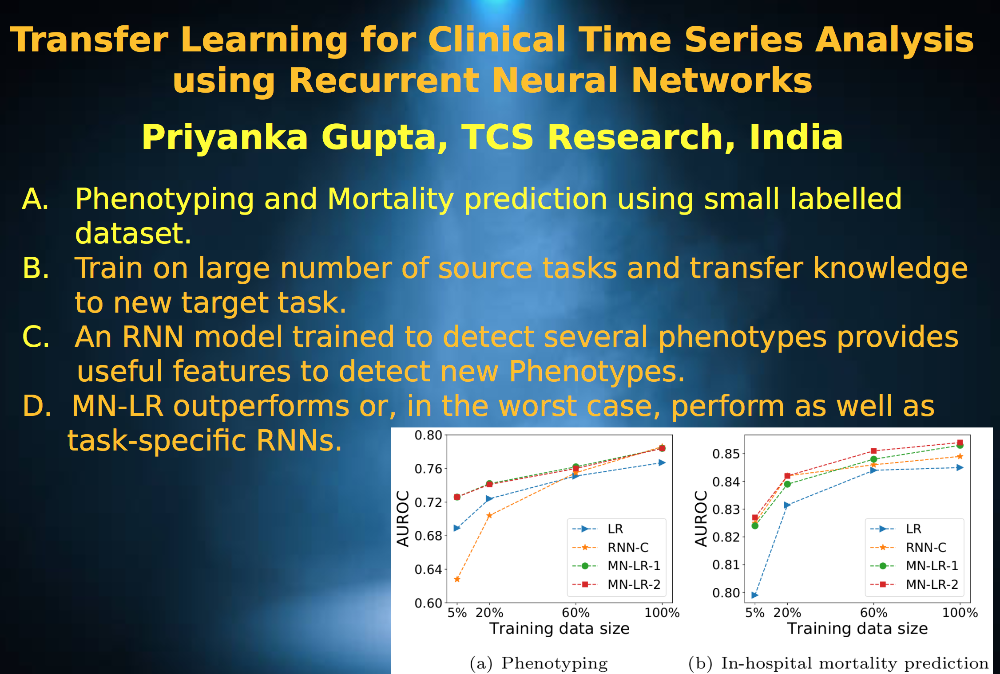 Transfer Learning for Clinical Time Series Analysis
using Recurrent Neural Networks
Priyanka Gupta, TCS Research, India
A. Phenotyping and Mortality prediction using small labelled
dataset.
B. Train on large number of source tasks and transfer knowledge
to new target task.
C. An RNN model trained to detect several phenotypes provides
useful features to detect new Phenotypes.
D. MN-LR outperforms or, in the worst case, perform as well as
task-specific RNNs.
0.80
0.76
0.72
0.68
0.64
0.60
AUROC
LR
RNN-C
MN-LR-1
MN-LR-2
5% 20% 60% 100%
Training data size
(a) Phenotyping
0.85
0.84
0.83
0.82
0.81
0.80
AUROC
LR
RNN-C
MN-LR-1
MN-LR-2
5% 20% 60% 100%
Training data size
(b) In-hospital mortality prediction